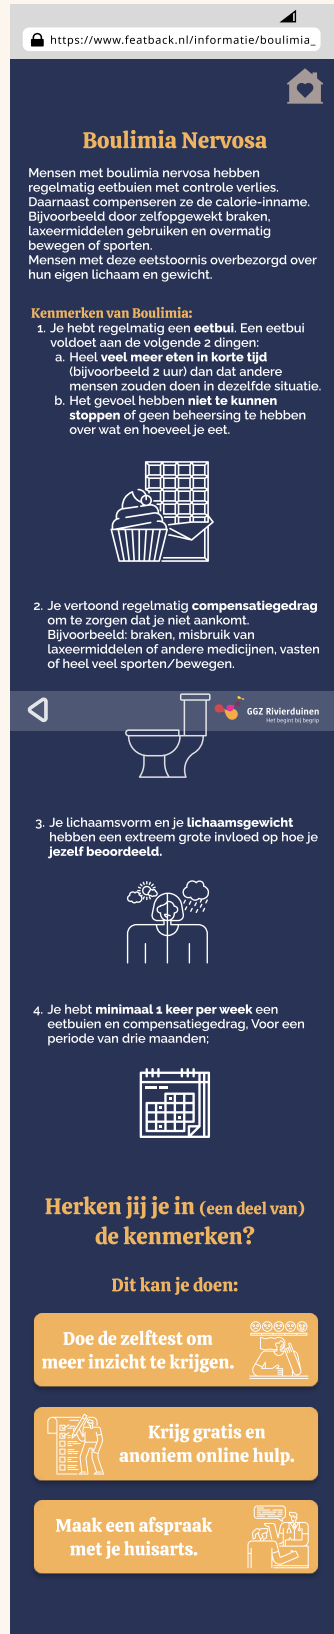 https://www.featback.nl/informatie/boulimia_
Boulimia Nervosa
Mensen met boulimia nervosa hebben
regelmatig eetbuien met controle verlies.
Daarnaast compenseren ze de calorie-inname.
Bijvoorbeeld door zelfopgewekt braken,
laxeermiddelen gebruiken en overmatig
bewegen of sporten.
Mensen met deze eetstoornis overbezorgd over
hun eigen lichaam en gewicht.
Kenmerken van Boulimia:
1. Je hebt regelmatig een eetbui. Een eetbui
voldoet aan de volgende 2 dingen:
a. Heel veel meer eten in korte tijd
(bijvoorbeeld 2 uur) dan dat andere
mensen zouden doen in dezelfde situatie.
b. Het gevoel hebben niet te kunnen
stoppen of geen beheersing te hebben
over wat en hoeveel je eet.
2. Je vertoond regelmatig compensatiegedrag
om te zorgen dat je niet aankomt.
Bijvoorbeeld: braken, misbruik van
laxeermiddelen of andere medicijnen, vasten
of heel veel sporten/bewegen.
GGZ Rivierduinen
Het begint bij begrip
3. Je lichaamsvorm en je lichaamsgewicht
hebben een extreem grote invloed op hoe je
jezelf beoordeeld.
4. Je hebt minimaal 1 keer per week een
eetbuien en compensatiegedrag, Voor een
periode van drie maanden;
Herken jij je in (een deel van)
de kenmerken?
Dit kan je doen:
Doe de zelftest om
meer inzicht te krijgen.
Krijg gratis en
anoniem online hulp.
Maak een afspraak
met je huisarts.